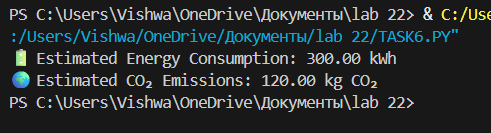 PS C:\Users\Vishwa\OneDrive\Документы\lab 22> & C:/Use
:/Users/Vishwa/OneDrive/Документы/lab 22/TASK6.PY"
🔋 Estimated Energy Consumption: 300.00 kWh
🌍 Estimated CO₂ Emissions: 120.00 kg CO₂
PS C:\Users\Vishwa\OneDrive\Документы\lab 22>